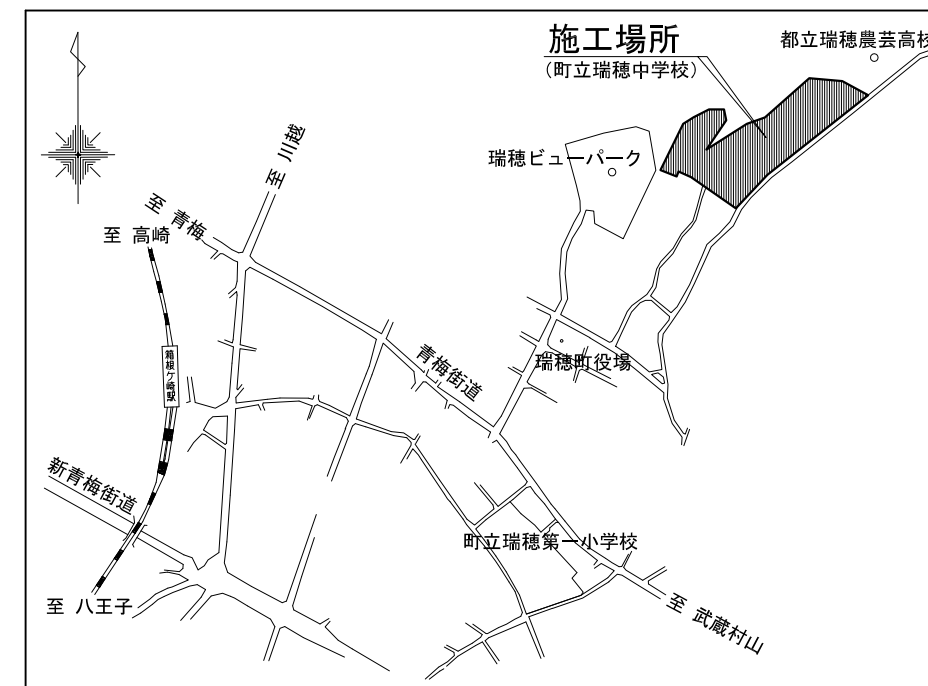 施工場所
(町立瑞穂中学校)
都立瑞穂農芸高校
至 川越
瑞穂ビューパーク
至 青梅
至 高崎
箱根ケ崎駅
青梅街道
瑞穂町役場
新青梅街道
町立瑞穂第一小学校
至 八王子
至 武蔵村山